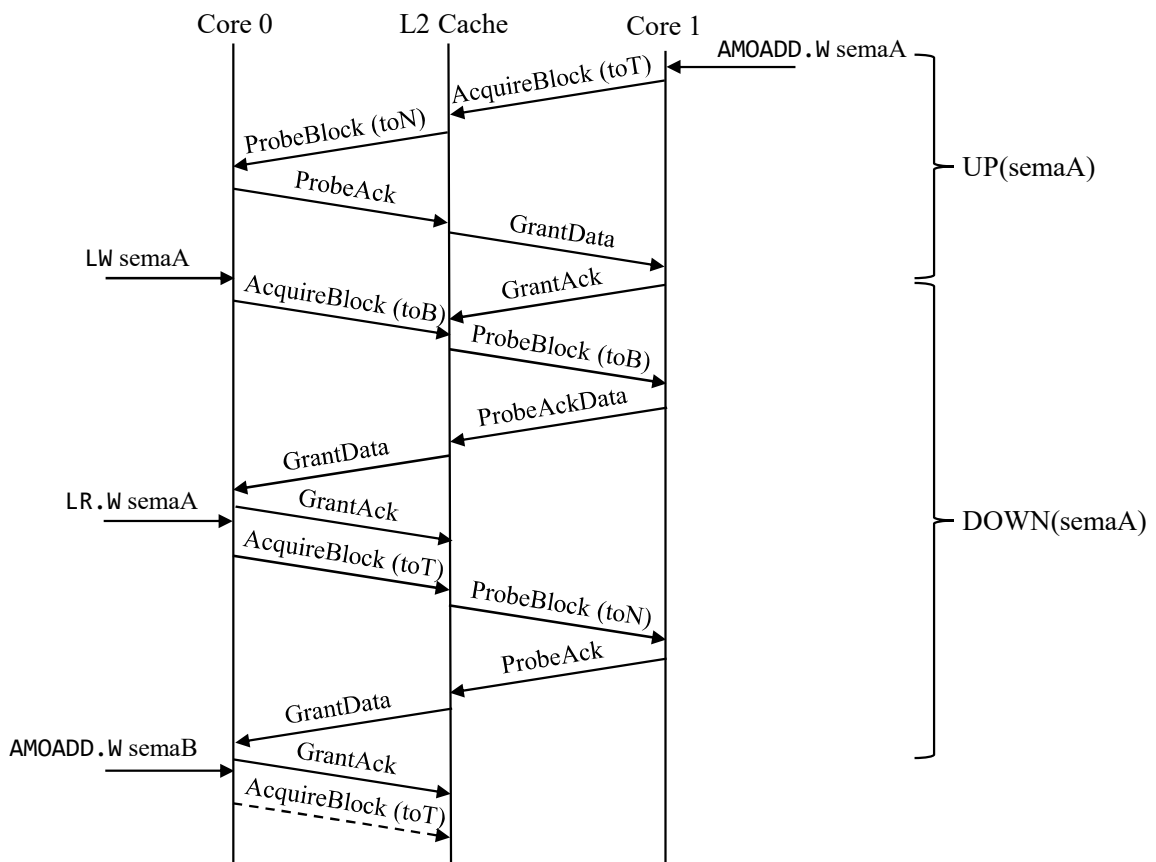 Core 0 L2 Cache Core 1
AMOADD.W semaA
AcquireBlock (toT)
ProbeBlock (toN)
UP(semaA)
ProbeAck
GrantData
LW semaA
GrantAck
AcquireBlock (toB)
ProbeBlock (toB)
ProbeAckData
GrantData
LR.W semaA
GrantAck
DOWN(semaA)
AcquireBlock (toT)
ProbeBlock (toN)
ProbeAck
GrantData
AMOADD.W semaB
GrantAck
AcquireBlock (toT)